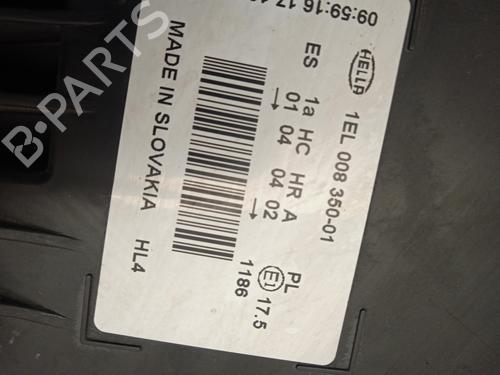 09:59:16 17
HELLA
1EL 008 350-01
ES 1a HC HR A
01 04 04 02
→ →
PL
E1 17.5
1186
MADE IN SLOVAKIA HL4
B-PARTS